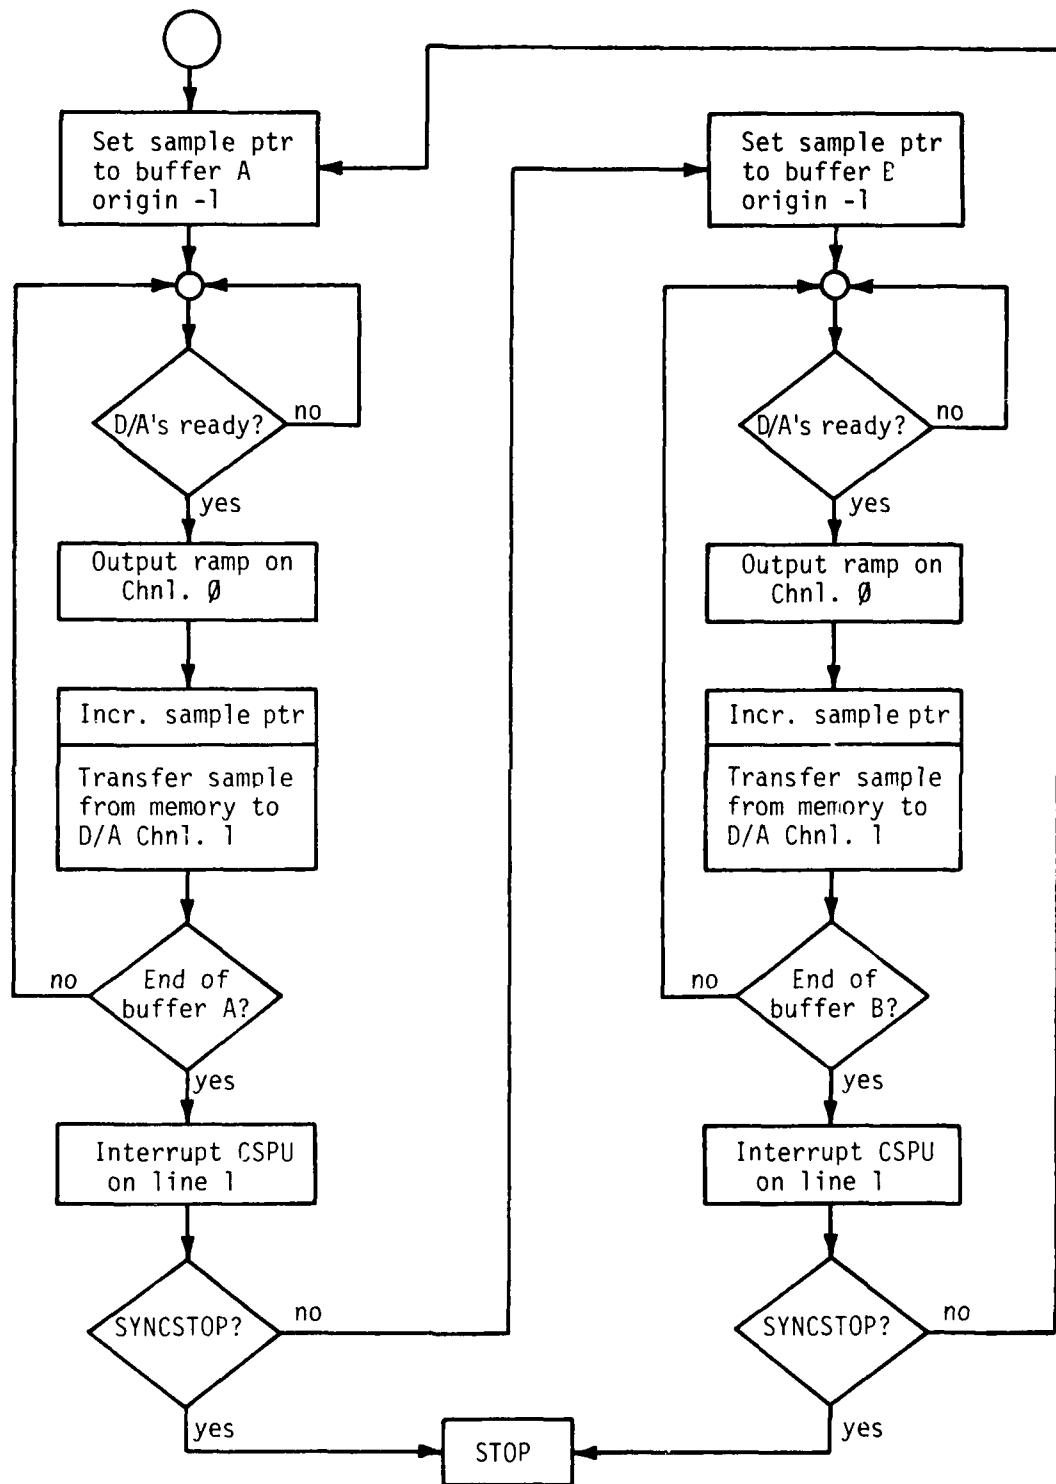 Set sample ptr
to buffer A
origin -1
D/A's ready?
no
yes
Output ramp on
Chnl. Ø
Incr. sample ptr
Transfer sample
from memory to
D/A Chnl. 1
End of
buffer A?
no
yes
Interrupt CSPU
on line 1
SYNCSTOP?
no
yes
Set sample ptr
to buffer B
origin -1
D/A's ready?
no
yes
Output ramp on
Chnl. Ø
Incr. sample ptr
Transfer sample
from memory to
D/A Chnl. 1
End of
buffer B?
no
yes
Interrupt CSPU
on line 1
SYNCSTOP?
no
yes
STOP